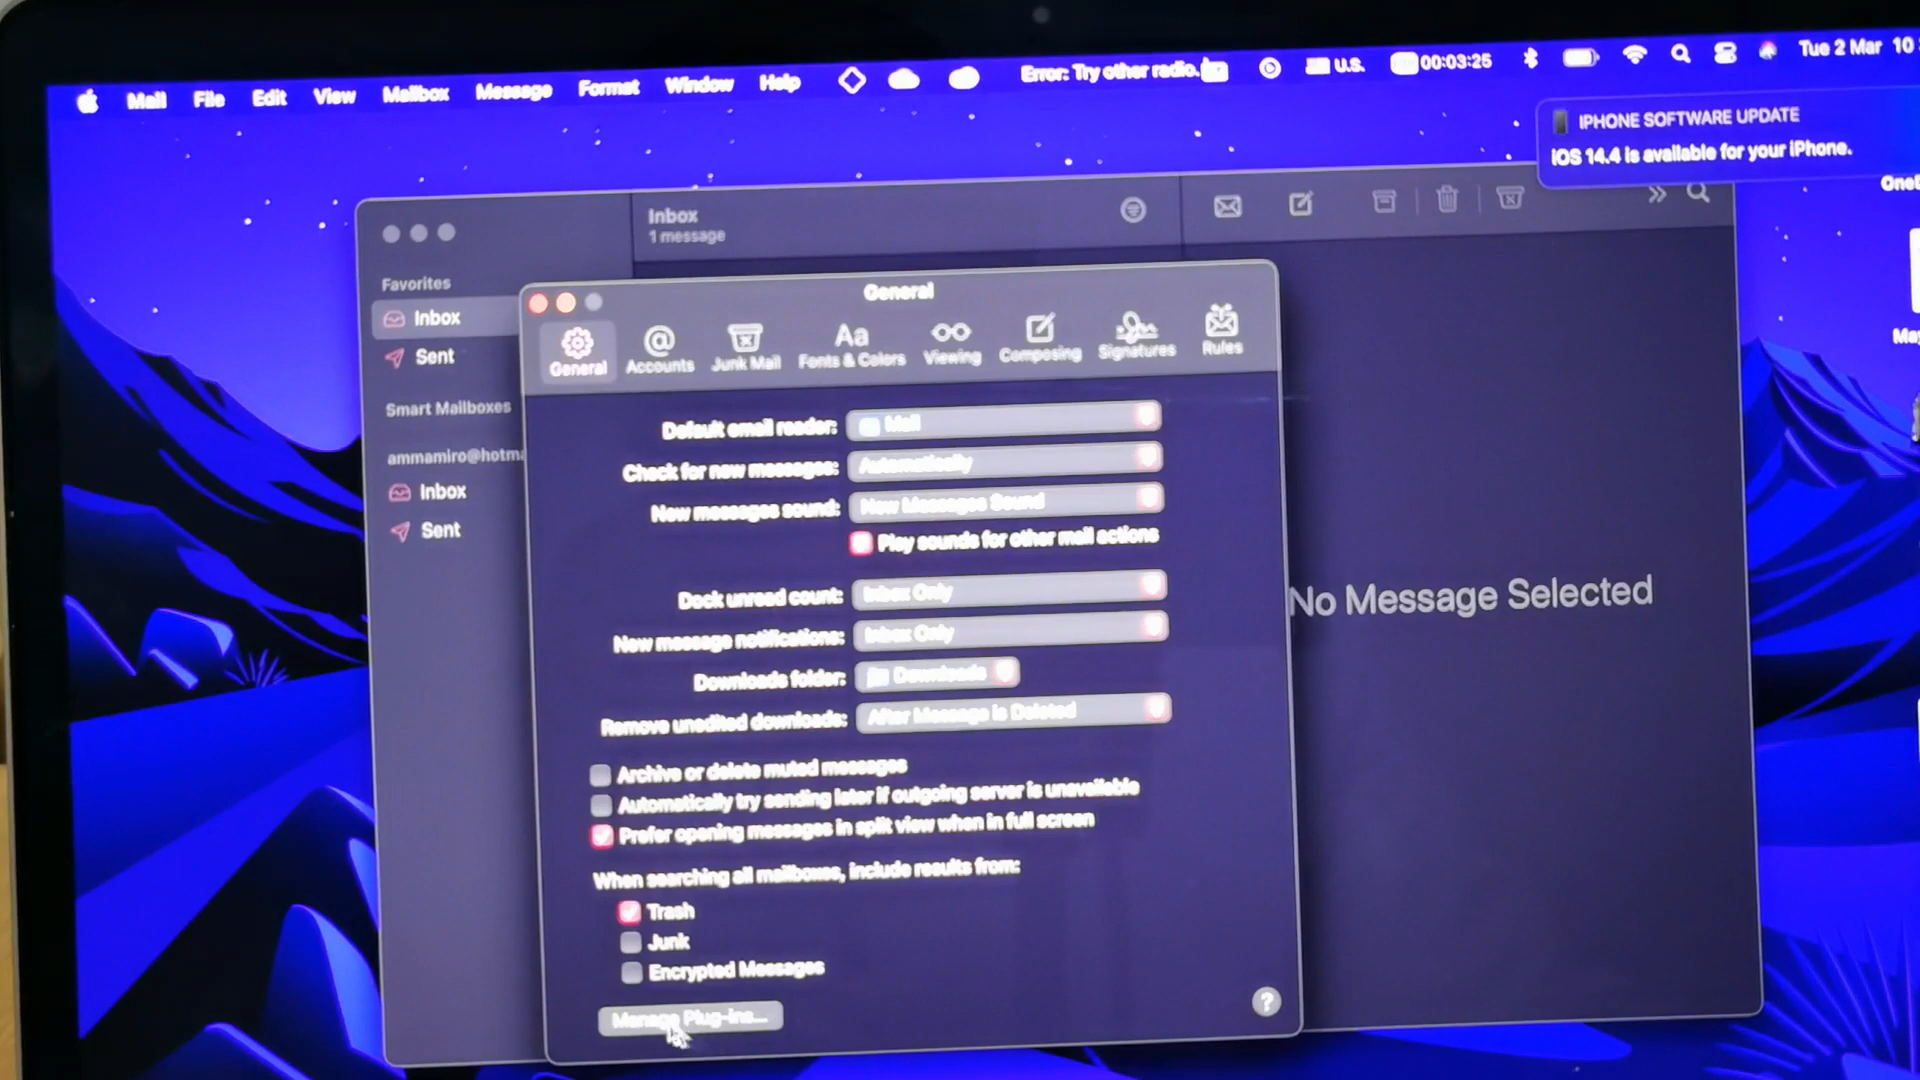 Mail File Edit View Mailbox Message Format Window Help Error: Try other radio. U.S. 00:03:25 Tue 2 Mar 10
IPHONE SOFTWARE UPDATE
iOS 14.4 is available for your iPhone.
Inbox
1 message
Favorites
Inbox
Sent
Smart Mailboxes
ammamiro@hotma
Inbox
Sent
General
General Accounts Junk Mail Fonts & Colors Viewing Composing Signatures Rules
Default email reader: Mail
Check for new messages: Automatically
New messages sound: New Messages Sound
Play sounds for other mail actions
Dock unread count: Inbox Only
New message notifications: Inbox Only
Downloads folder: Downloads
Remove unedited downloads: After Message is Deleted
Archive or delete muted messages
Automatically try sending later if outgoing server is unavailable
Prefer opening messages in split view when in full screen
When searching all mailboxes, include results from:
Trash
Junk
Encrypted Messages
Manage Plug-ins...
?
No Message Selected